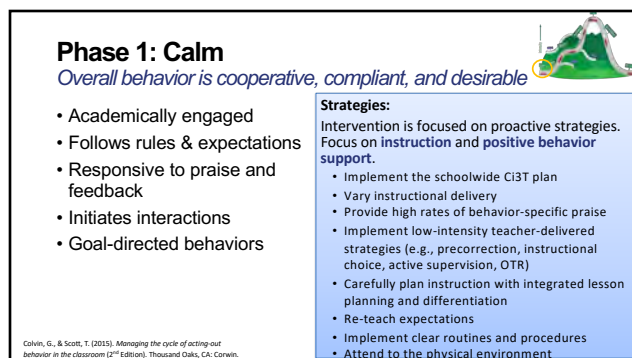 Phase 1: Calm
Overall behavior is cooperative, compliant, and desirable
• Academically engaged
• Follows rules & expectations
• Responsive to praise and
feedback
• Initiates interactions
• Goal-directed behaviors
Strategies:
Intervention is focused on proactive strategies.
Focus on instruction and positive behavior
support.
• Implement the schoolwide Ci3T plan
• Vary instructional delivery
• Provide high rates of behavior-specific praise
• Implement low-intensity teacher-delivered
strategies (e.g., precorrection, instructional
choice, active supervision, OTR)
• Carefully plan instruction with integrated lesson
planning and differentiation
• Re-teach expectations
• Implement clear routines and procedures
• Attend to the physical environment
Colvin, G., & Scott, T. (2015). Managing the cycle of acting-out
behavior in the classroom (2nd Edition). Thousand Oaks, CA: Corwin.